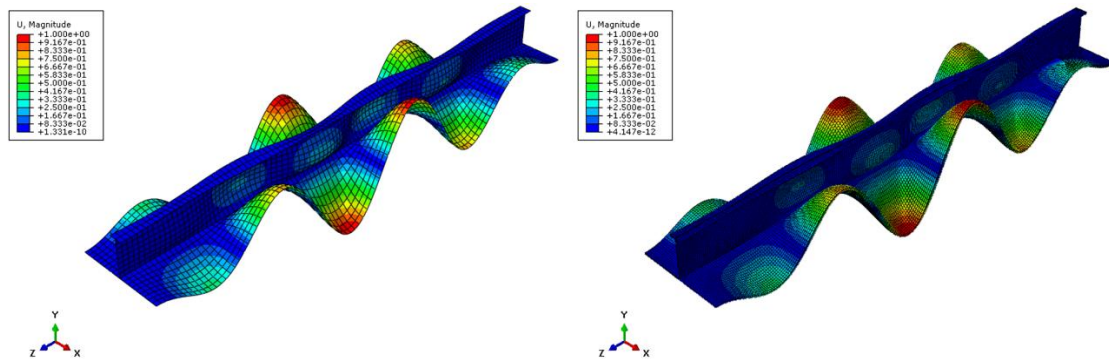 U, Magnitude
+1.000e+00
+9.167e-01
+8.333e-01
+7.500e-01
+6.667e-01
+5.833e-01
+5.000e-01
+4.167e-01
+3.333e-01
+2.500e-01
+1.667e-01
+8.333e-02
+1.331e-10
Y
Z X
U, Magnitude
+1.000e+00
+9.167e-01
+8.333e-01
+7.500e-01
+6.667e-01
+5.833e-01
+5.000e-01
+4.167e-01
+3.333e-01
+2.500e-01
+1.667e-01
+8.333e-02
+4.147e-12
Y
Z X